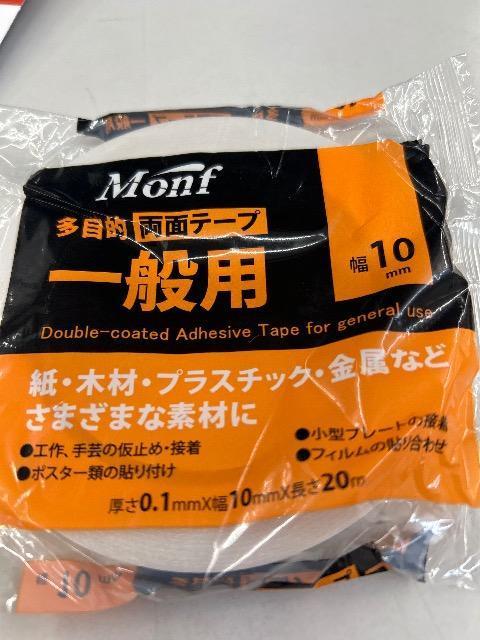 Monf
多目的 両面テープ
一般用
幅10mm
Double-coated Adhesive Tape for general use
紙・木材・プラスチック・金属など
さまざまな素材に
●工作、手芸の仮止め・接着
●ポスター類の貼り付け
●小型プレートの接着
●フィルムの貼り合わせ
厚さ0.1mmX幅10mmX長さ20m
幅10mm